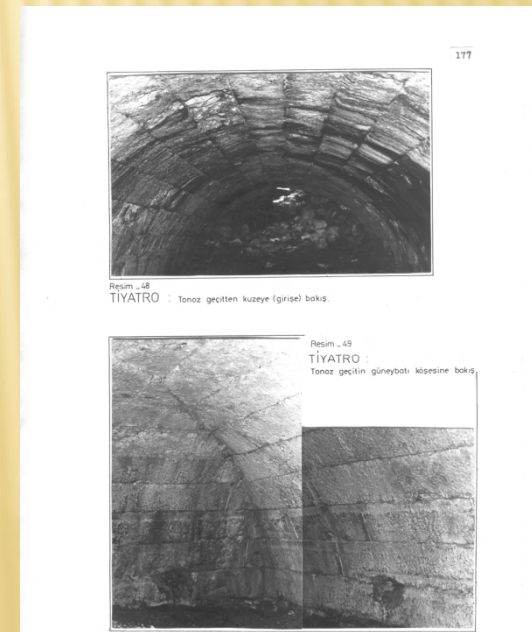 177
Resim _ 48
TİYATRO : Tonoz geçitten kuzeye (girişe) bakış.
Resim _ 49
TİYATRO :
Tonoz geçitin güneybatı köşesine bakış.